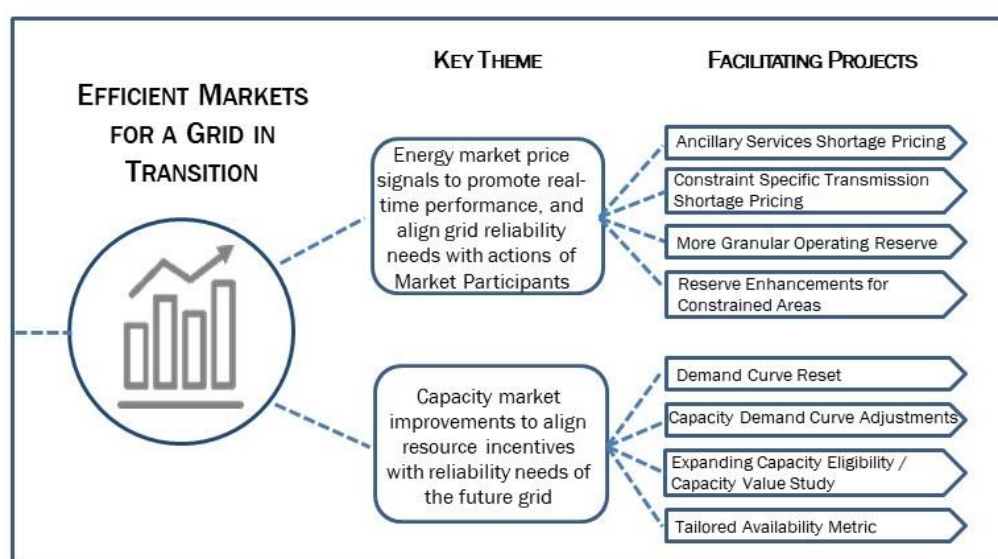 KEY THEME
FACILITATING PROJECTS
EFFICIENT MARKETS
FOR A GRID IN
TRANSITION
Energy market price
signals to promote real-
time performance, and
align grid reliability
needs with actions of
Market Participants
Ancillary Services Shortage Pricing
Constraint Specific Transmission
Shortage Pricing
More Granular Operating Reserve
Reserve Enhancements for
Constrained Areas
Capacity market
improvements to align
resource incentives
with reliability needs of
the future grid
Demand Curve Reset
Capacity Demand Curve Adjustments
Expanding Capacity Eligibility /
Capacity Value Study
Tailored Availability Metric